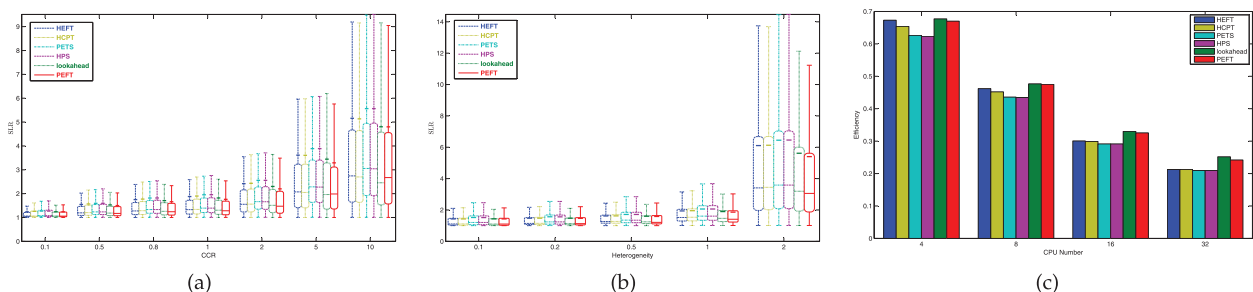 9
8
7
6
5
4
3
2
1
0
SLR
HEFT
HCPT
PETS
HPS
lookahead
PEFT
0.1
0.5
0.8
1
2
5
10
CCR
(a)
14
12
10
8
6
4
2
0
SLR
HEFT
HCPT
PETS
HPS
lookahead
PEFT
0.1
0.2
0.5
1
2
Heterogeneity
(b)
0.7
0.6
0.5
0.4
0.3
0.2
0.1
0
Efficiency
HEFT
HCPT
PETS
HPS
lookahead
PEFT
4
8
16
32
CPU Number
(c)